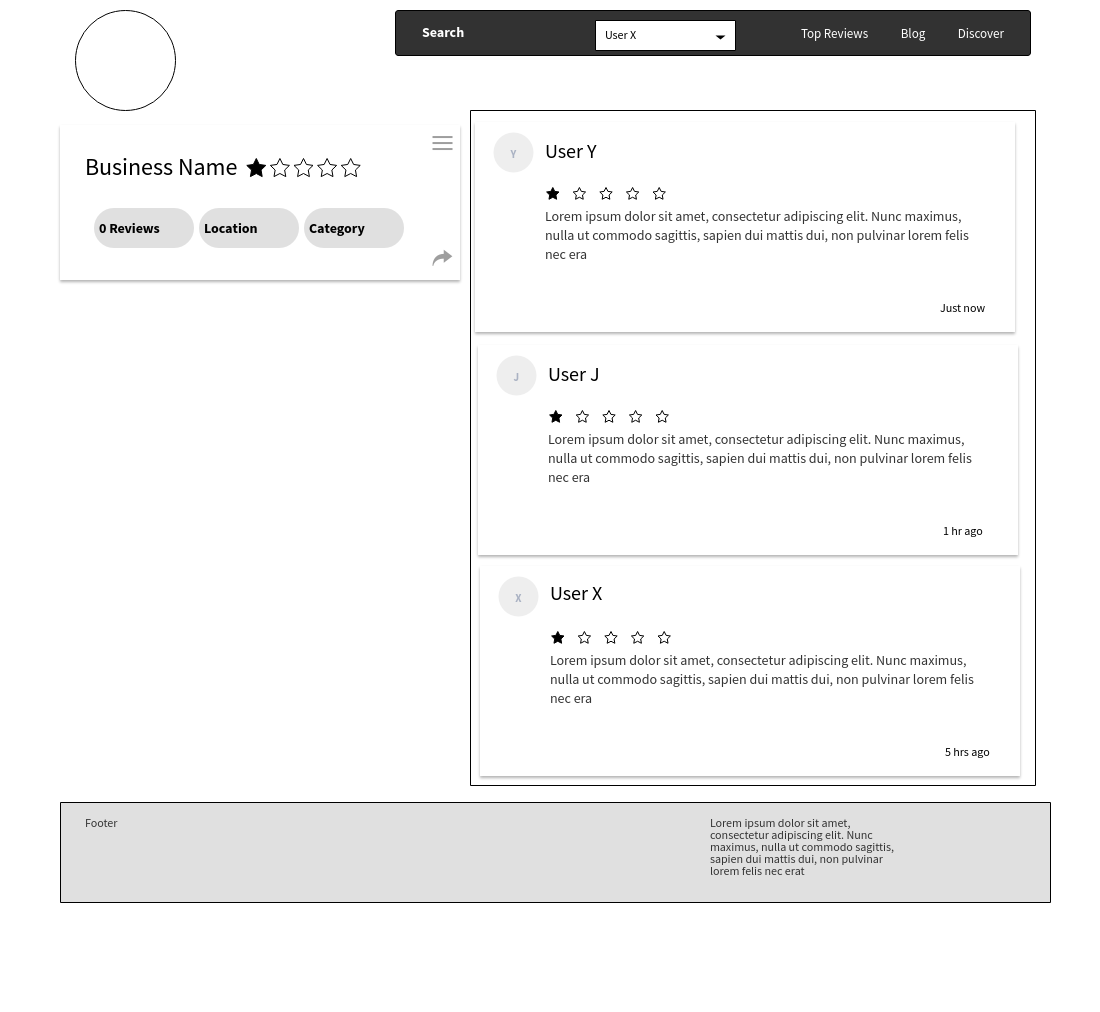 Search
User X
Top Reviews
Blog
Discover
Business Name
0 Reviews
Location
Category
Y
User Y
Lorem ipsum dolor sit amet, consectetur adipiscing elit. Nunc maximus,
nulla ut commodo sagittis, sapien dui mattis dui, non pulvinar lorem felis
nec era
Just now
J
User J
Lorem ipsum dolor sit amet, consectetur adipiscing elit. Nunc maximus,
nulla ut commodo sagittis, sapien dui mattis dui, non pulvinar lorem felis
nec era
1 hr ago
X
User X
Lorem ipsum dolor sit amet, consectetur adipiscing elit. Nunc maximus,
nulla ut commodo sagittis, sapien dui mattis dui, non pulvinar lorem felis
nec era
5 hrs ago
Footer
Lorem ipsum dolor sit amet,
consectetur adipiscing elit. Nunc
maximus, nulla ut commodo sagittis,
sapien dui mattis dui, non pulvinar
lorem felis nec erat